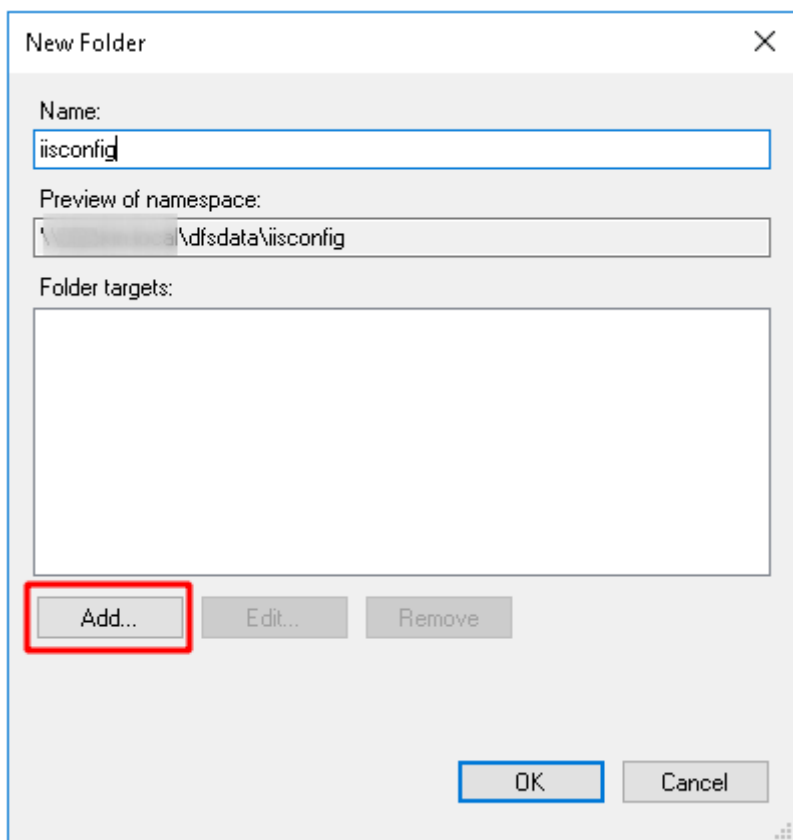 New Folder
Name:
iisconfig
Preview of namespace:
\dfsdata\iisconfig
Folder targets:
Add...
Edit...
Remove
OK
Cancel